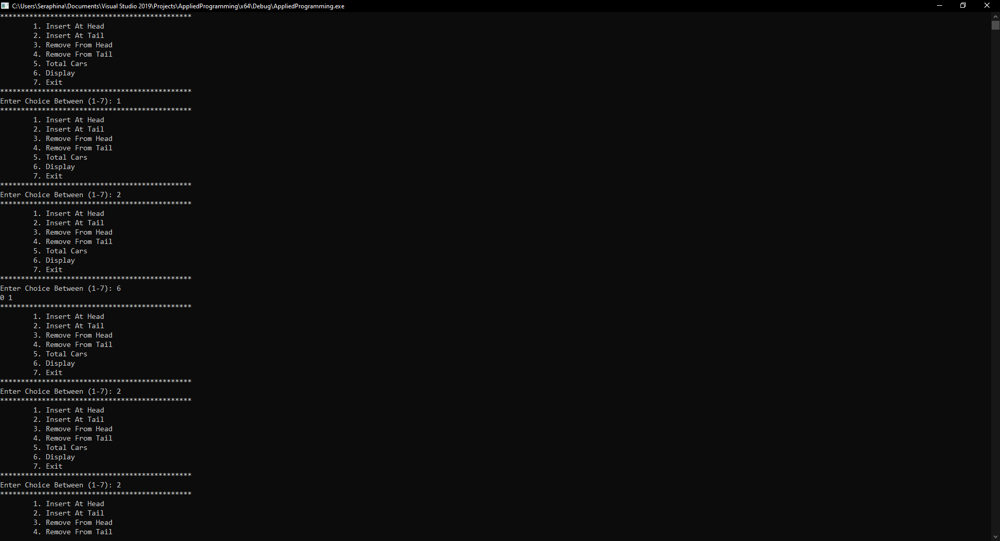 C:\Users\Seraphina\Documents\Visual Studio 2019\Projects\AppliedProgramming\x64\Debug\AppliedProgramming.exe
**********************************************
1. Insert At Head
2. Insert At Tail
3. Remove From Head
4. Remove From Tail
5. Total Cars
6. Display
7. Exit
**********************************************
Enter Choice Between (1-7): 1
**********************************************
1. Insert At Head
2. Insert At Tail
3. Remove From Head
4. Remove From Tail
5. Total Cars
6. Display
7. Exit
**********************************************
Enter Choice Between (1-7): 2
**********************************************
1. Insert At Head
2. Insert At Tail
3. Remove From Head
4. Remove From Tail
5. Total Cars
6. Display
7. Exit
**********************************************
Enter Choice Between (1-7): 6
0 1
**********************************************
1. Insert At Head
2. Insert At Tail
3. Remove From Head
4. Remove From Tail
5. Total Cars
6. Display
7. Exit
**********************************************
Enter Choice Between (1-7): 2
**********************************************
1. Insert At Head
2. Insert At Tail
3. Remove From Head
4. Remove From Tail
5. Total Cars
6. Display
7. Exit
**********************************************
Enter Choice Between (1-7): 2
**********************************************
1. Insert At Head
2. Insert At Tail
3. Remove From Head
4. Remove From Tail